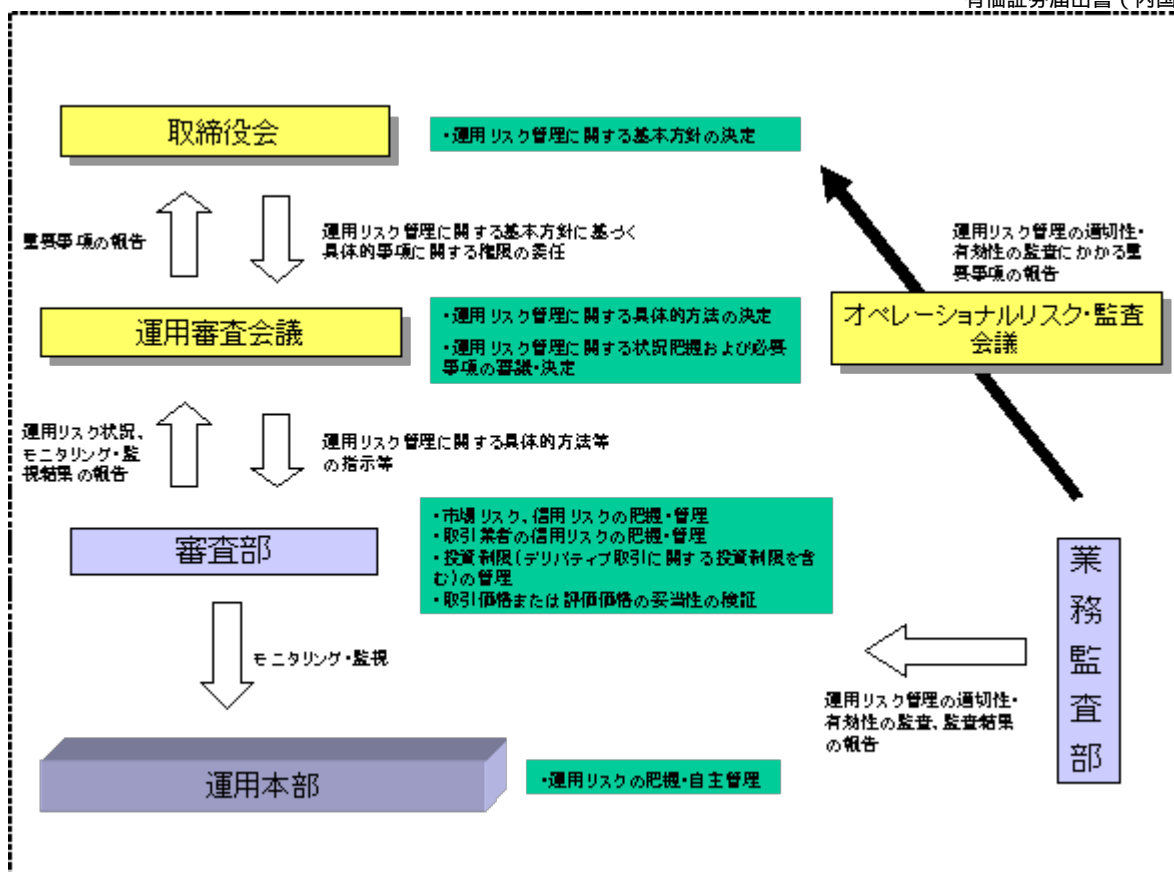 有価証券届出書(内国
取締役会
・運用リスク管理に関する基本方針の決定
重要事項の報告
運用リスク管理に関する基本方針に基づく
具体的事項に関する権限の委任
運用リスク管理の適切性・
有効性の監査にかかる重
要事項の報告
運用審査会議
・運用リスク管理に関する具体的方法の決定
・運用リスク管理に関する状況把握および必要
事項の審議・決定
オペレーショナルリスク・監査
会議
運用リスク状況、
モニタリング・監
視結果の報告
運用リスク管理に関する具体的方法等
の指示等
審査部
・市場リスク、信用リスクの把握・管理
・取引業者の信用リスクの把握・管理
・投資制限(デリバティブ取引に関する投資制限を含
む)の管理
・取引価格または評価価格の妥当性の検証
業務監査部
モニタリング・監視
運用リスク管理の適切性・
有効性の監査、監査結果
の報告
運用本部
・運用リスクの把握・自主管理